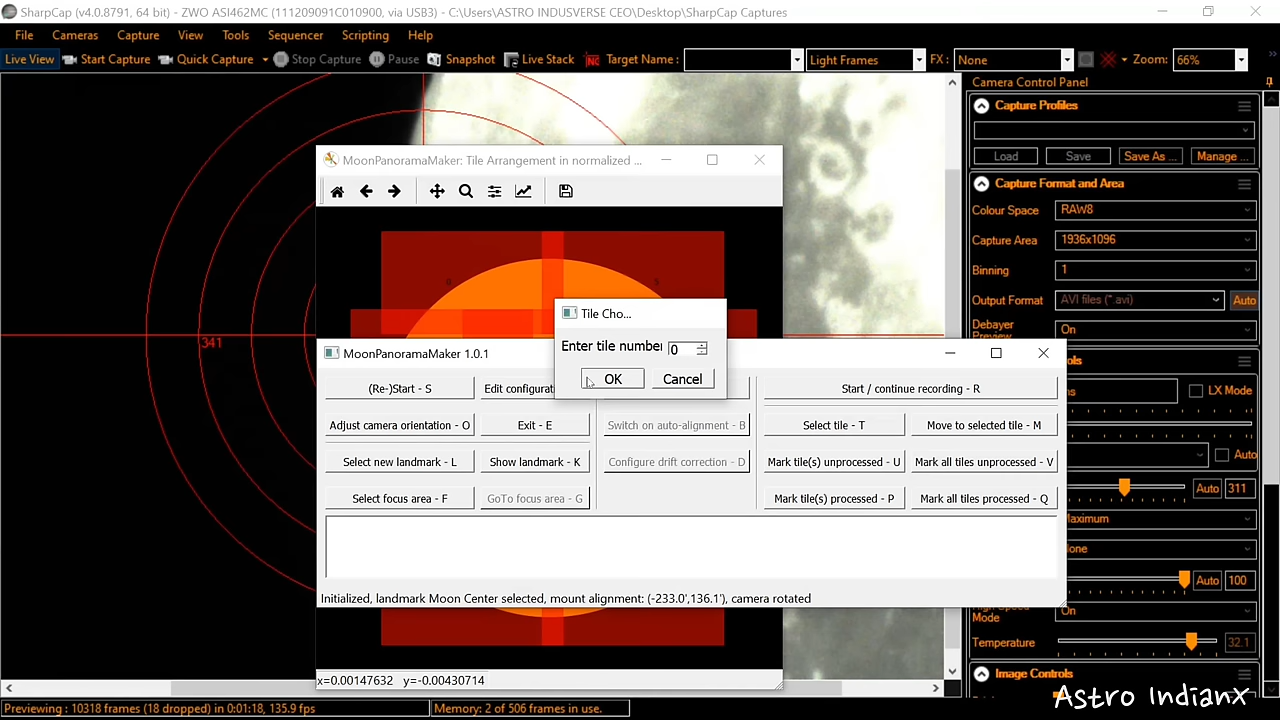 SharpCap (v4.0.8791, 64 bit) - ZWO ASI462MC (111209091C010900, via USB3) - C:\Users\ASTRO INDUSVERSE CEO\Desktop\SharpCap Captures
File Cameras Capture View Tools Sequencer Scripting Help
Live View Start Capture Quick Capture Stop Capture Pause Snapshot Live Stack NC Target Name : Light Frames FX : None Zoom: 66%
Camera Control Panel
Capture Profiles
Load Save Save As ... Manage ...
Capture Format and Area
Colour Space RAW8
Capture Area 1936x1096
Binning 1
Output Format AVI files (*.avi) Auto
Debayer
Preview On
ols
LX Mode
Auto
Auto 311
Maximum
None
Auto 100
Mode On
Temperature 32.1
Image Controls
341
MoonPanoramaMaker: Tile Arrangement in normalized ...
Tile Cho...
Enter tile number 0
OK Cancel
MoonPanoramaMaker 1.0.1
(Re-)Start - S Edit configurat Start / continue recording - R
Adjust camera orientation - O Exit - E Switch on auto-alignment - B Select tile - T Move to selected tile - M
Select new landmark - L Show landmark - K Configure drift correction - D Mark tile(s) unprocessed - U Mark all tiles unprocessed - V
Select focus area - F GoTo focus area - G Mark tile(s) processed - P Mark all tiles processed - Q
Initialized, landmark Moon Center selected, mount alignment: (-233.0',136.1'), camera rotated
x=0.00147632 y=-0.00430714
Astro IndianX
Previewing : 10318 frames (18 dropped) in 0:01:18, 135.9 fps Memory: 2 of 506 frames in use.